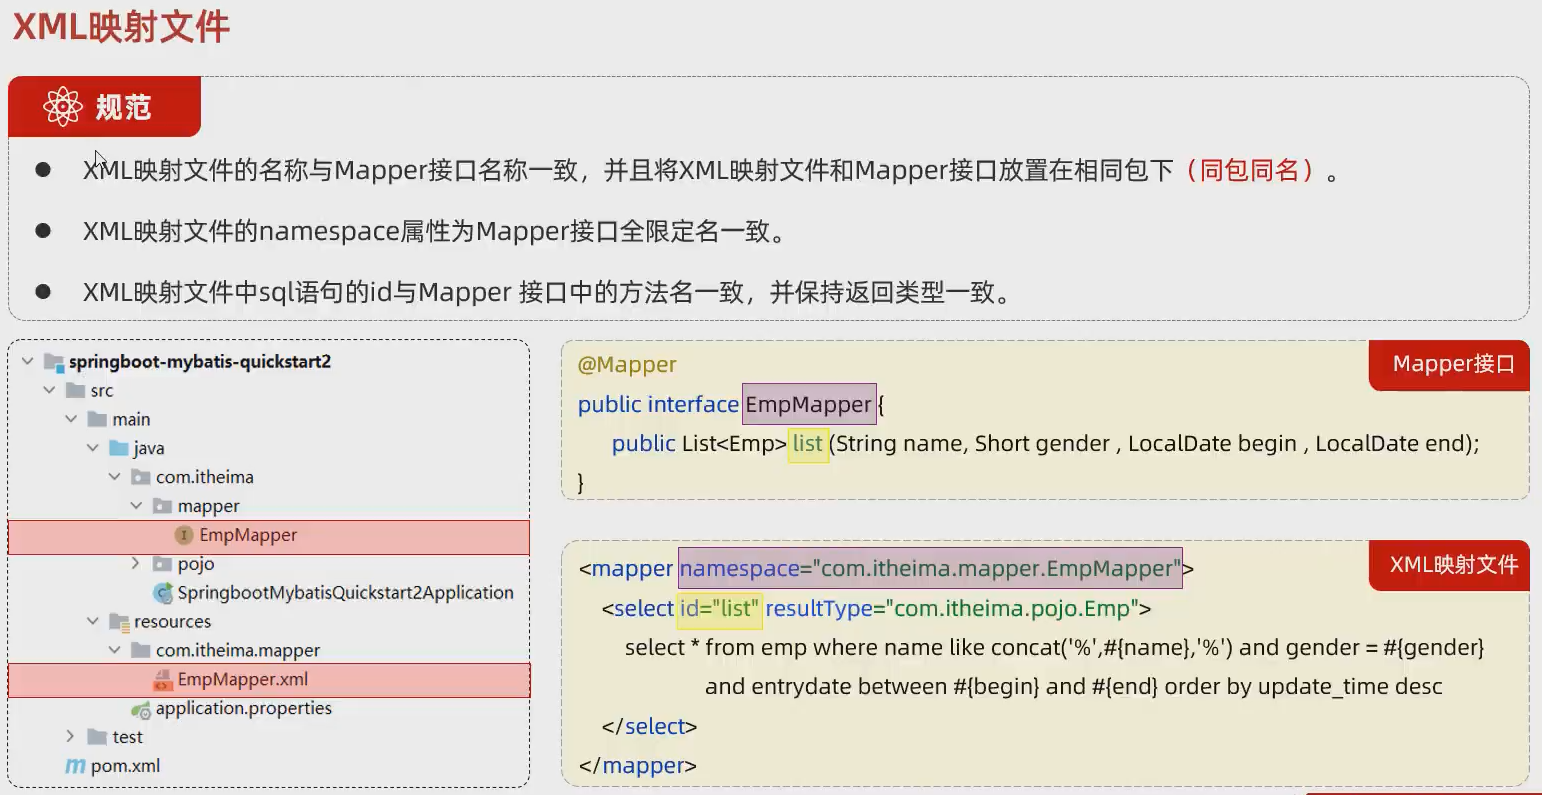 XML映射文件
规范
XML映射文件的名称与Mapper接口名称一致，并且将XML映射文件和Mapper接口放置在相同包下（同包同名）。
XML映射文件的namespace属性为Mapper接口全限定名一致。
XML映射文件中sql语句的id与Mapper 接口中的方法名一致，并保持返回类型一致。
springboot-mybatis-quickstart2
src
main
java
com.itheima
mapper
EmpMapper
pojo
SpringbootMybatisQuickstart2Application
resources
com.itheima.mapper
EmpMapper.xml
application.properties
test
pom.xml
Mapper接口
@Mapper
public interface EmpMapper {
public List<Emp> list (String name, Short gender , LocalDate begin , LocalDate end);
}
XML映射文件
<mapper namespace="com.itheima.mapper.EmpMapper">
<select id="list" resultType="com.itheima.pojo.Emp">
select * from emp where name like concat('%',#{name},'%') and gender = #{gender}
and entrydate between #{begin} and #{end} order by update_time desc
</select>
</mapper>